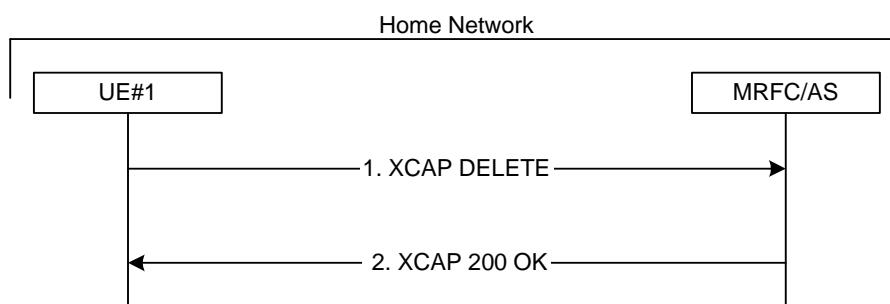 Home Network
UE#1
MRFC/AS
1. XCAP DELETE
2. XCAP 200 OK